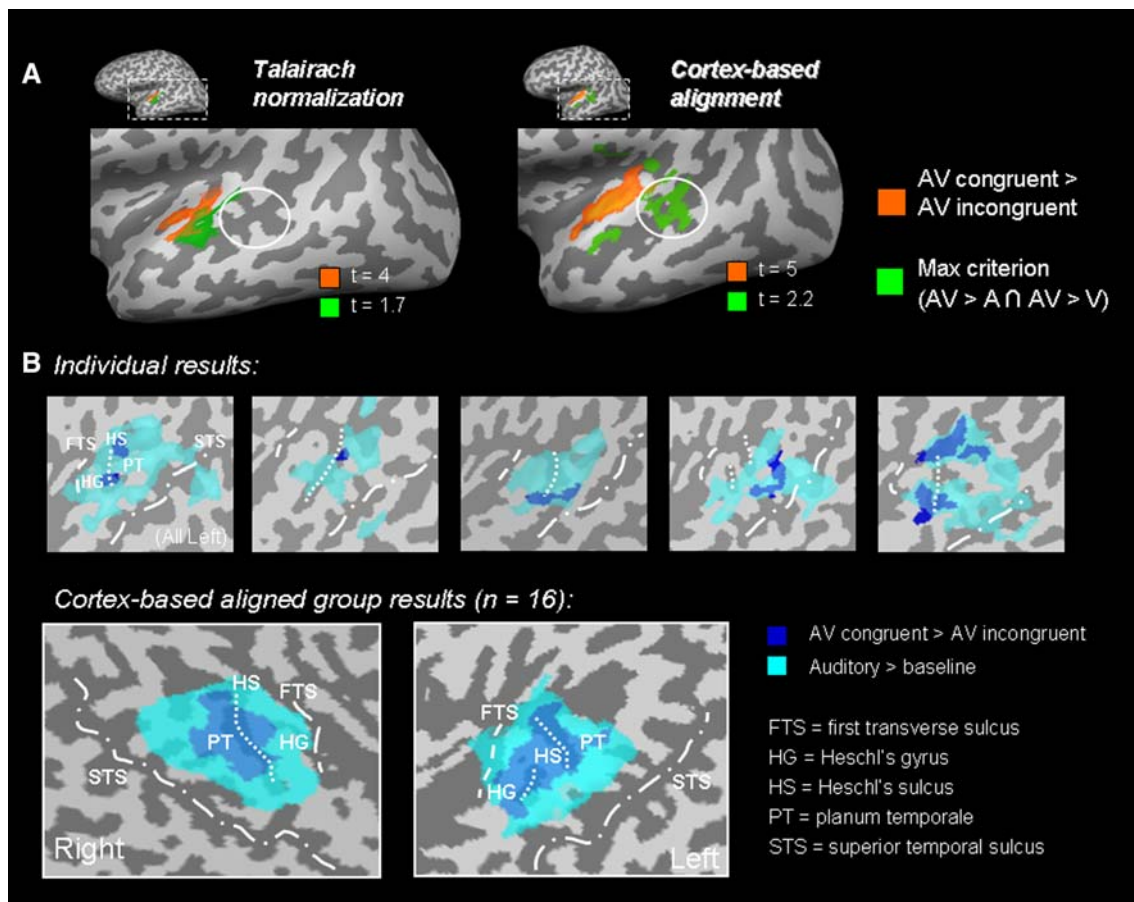 A
Talairach
normalization
Cortex-based
alignment
AV congruent >
AV incongruent
Max criterion
(AV > A ∩ AV > V)
t = 4
t = 1.7
t = 5
t = 2.2
B Individual results:
FTS HS STS
PT
HG
(All Left)
Cortex-based aligned group results (n = 16):
HS
FTS
PT
HG
STS
Right
FTS
PT
HS
HG
STS
Left
AV congruent > AV incongruent
Auditory > baseline
FTS = first transverse sulcus
HG = Heschl's gyrus
HS = Heschl's sulcus
PT = planum temporale
STS = superior temporal sulcus